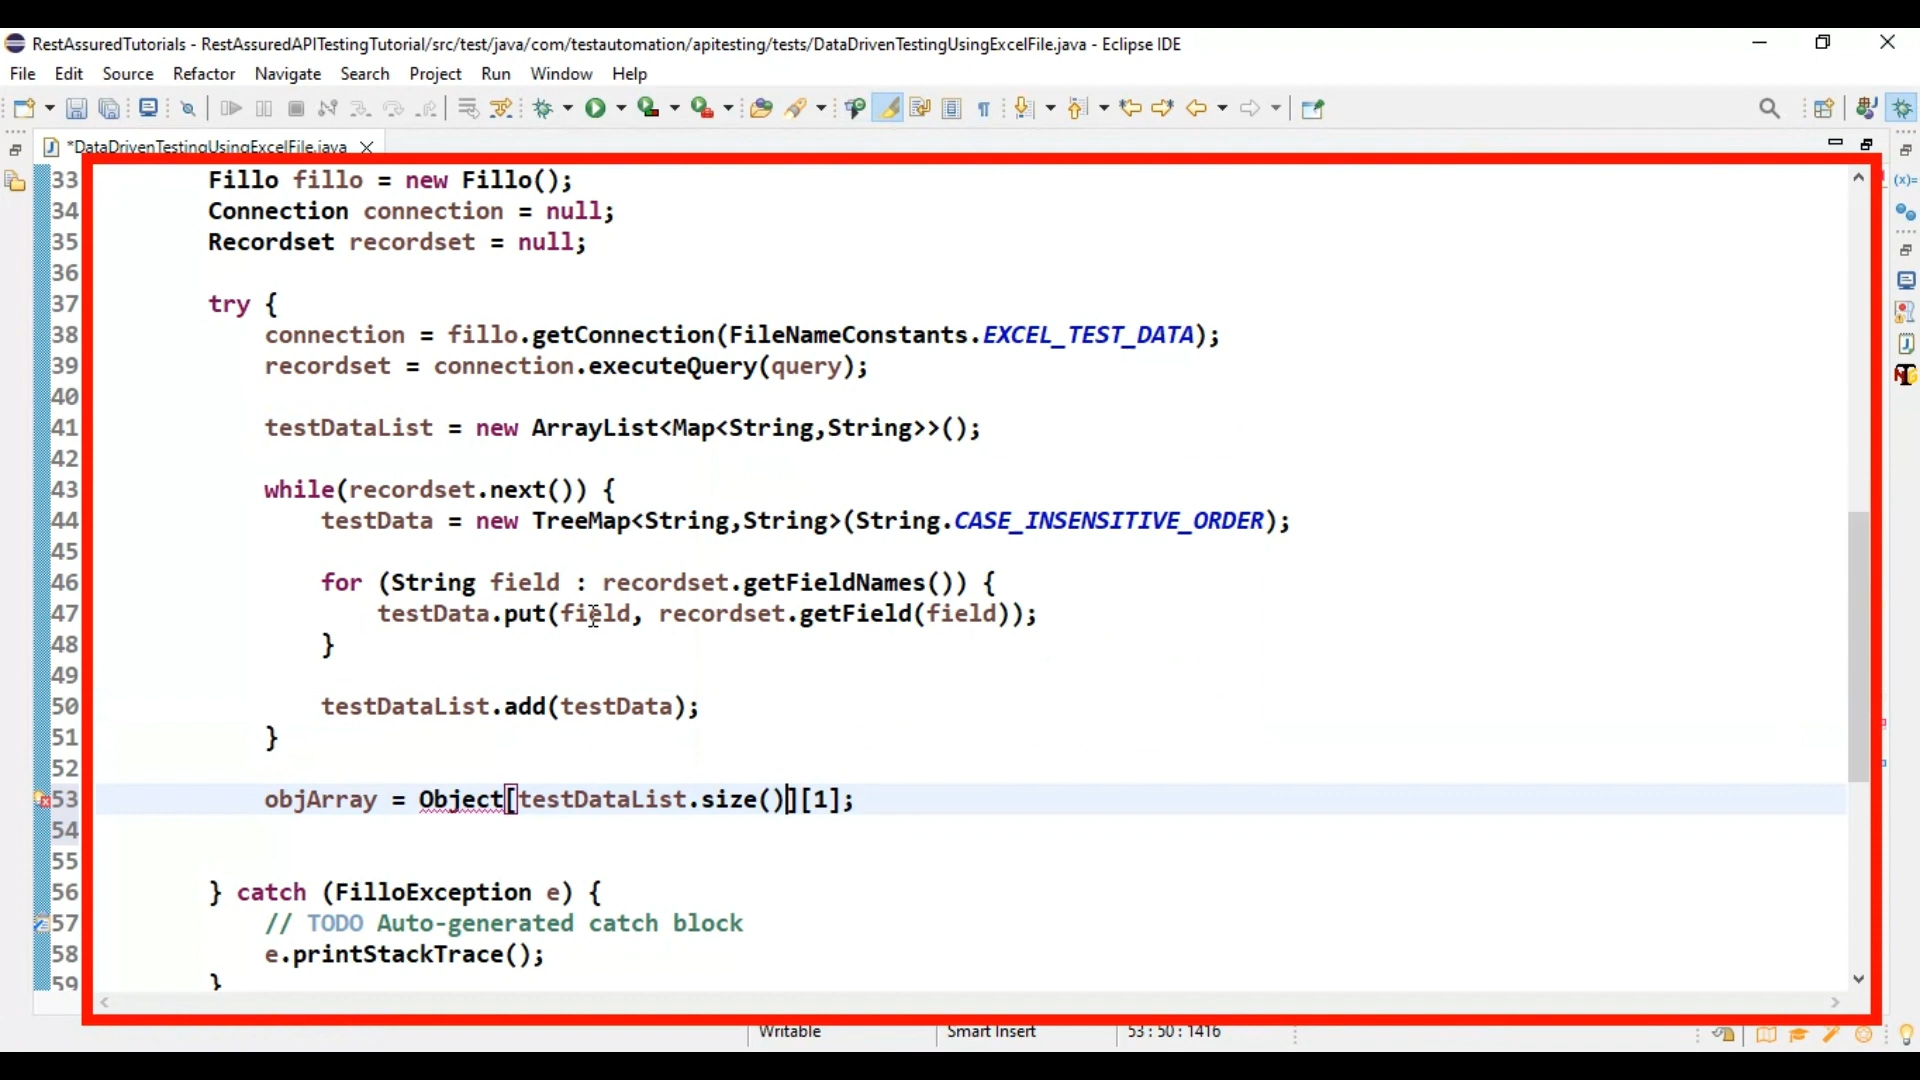 RestAssuredTutorials - RestAssuredAPITestingTutorial/src/test/java/com/testautomation/apitesting/tests/DataDrivenTestingUsingExcelFile.java - Eclipse IDE
File Edit Source Refactor Navigate Search Project Run Window Help
*DataDrivenTestingUsingExcelFile.java
33 Fillo fillo = new Fillo();
34 Connection connection = null;
35 Recordset recordset = null;
36
37 try {
38 connection = fillo.getConnection(FileNameConstants.EXCEL_TEST_DATA);
39 recordset = connection.executeQuery(query);
40
41 testDataList = new ArrayList<Map<String,String>>();
42
43 while(recordset.next()) {
44 testData = new TreeMap<String,String>(String.CASE_INSENSITIVE_ORDER);
45
46 for (String field : recordset.getFieldNames()) {
47 testData.put(field, recordset.getField(field));
48 }
49
50 testDataList.add(testData);
51 }
52
53 objArray = Object[testDataList.size()][1];
54
55
56 } catch (FilloException e) {
57 // TODO Auto-generated catch block
58 e.printStackTrace();
59 }
Writable Smart Insert 53 : 50 : 1416